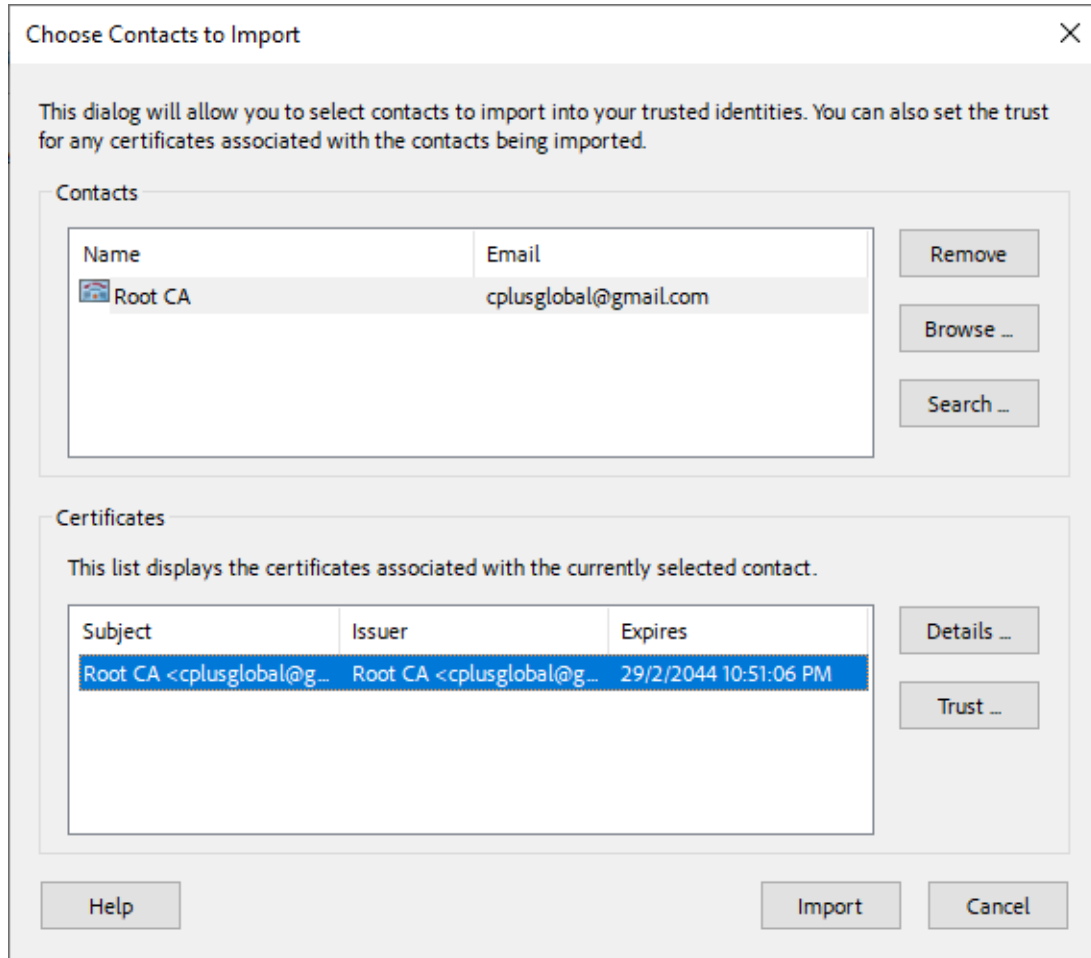 Choose Contacts to Import
This dialog will allow you to select contacts to import into your trusted identities. You can also set the trust
for any certificates associated with the contacts being imported.
Contacts
Name Email
Root CA cplusglobal@gmail.com
Remove
Browse ...
Search ...
Certificates
This list displays the certificates associated with the currently selected contact.
Subject Issuer Expires
Root CA <cplusglobal@g... Root CA <cplusglobal@g... 29/2/2044 10:51:06 PM
Details ...
Trust ...
Help Import Cancel